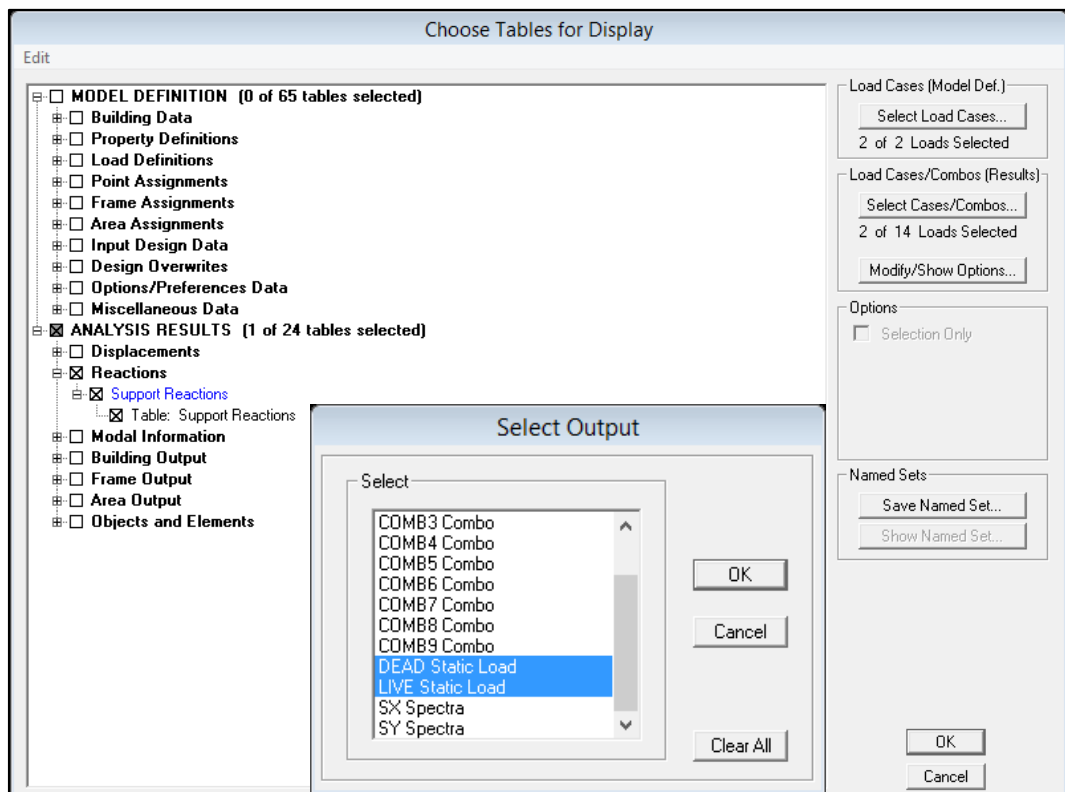 Choose Tables for Display
Edit
MODEL DEFINITION (0 of 65 tables selected)
Building Data
Property Definitions
Load Definitions
Point Assignments
Frame Assignments
Area Assignments
Input Design Data
Design Overwrites
Options/Preferences Data
Miscellaneous Data
ANALYSIS RESULTS (1 of 24 tables selected)
Displacements
Reactions
Support Reactions
Table: Support Reactions
Modal Information
Building Output
Frame Output
Area Output
Objects and Elements
Load Cases (Model Def.)
Select Load Cases...
2 of 2 Loads Selected
Load Cases/Combos (Results)
Select Cases/Combos...
2 of 14 Loads Selected
Modify/Show Options...
Options
Selection Only
Named Sets
Save Named Set...
Show Named Set...
OK
Cancel
Select Output
Select
COMB3 Combo
COMB4 Combo
COMB5 Combo
COMB6 Combo
COMB7 Combo
COMB8 Combo
COMB9 Combo
DEAD Static Load
LIVE Static Load
SX Spectra
SY Spectra
OK
Cancel
Clear All